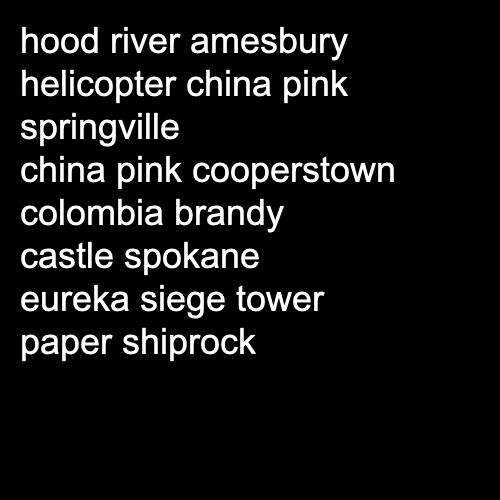 hood river amesbury
helicopter china pink
springville
china pink cooperstown
colombia brandy
castle spokane
eureka siege tower
paper shiprock